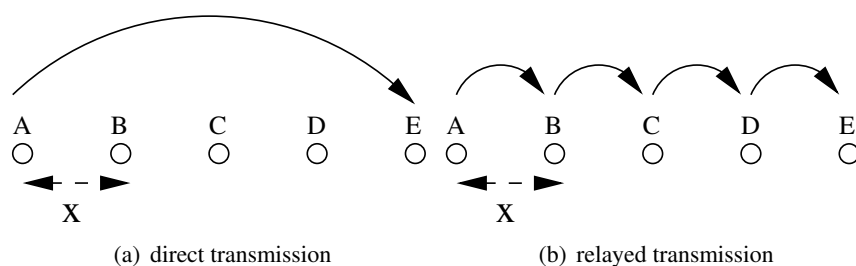 A B C D E A B C D E
X X
(a) direct transmission (b) relayed transmission